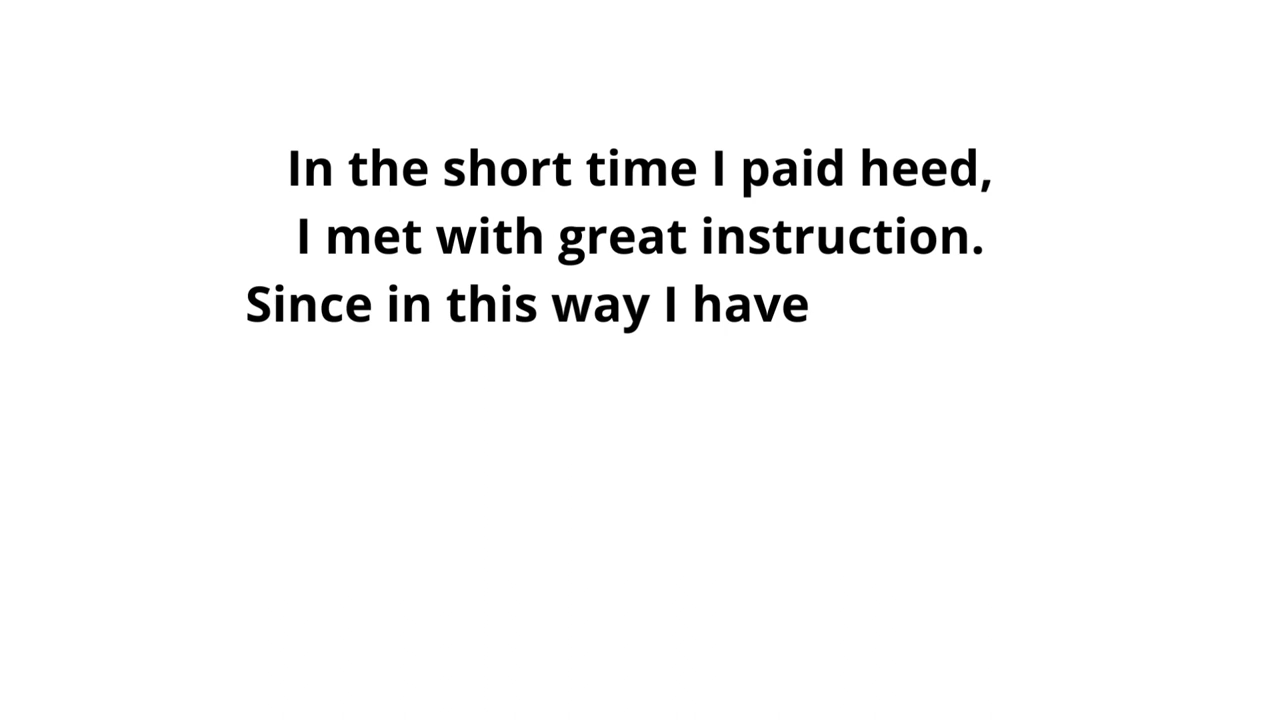 In the short time I paid heed,
I met with great instruction.
Since in this way I have